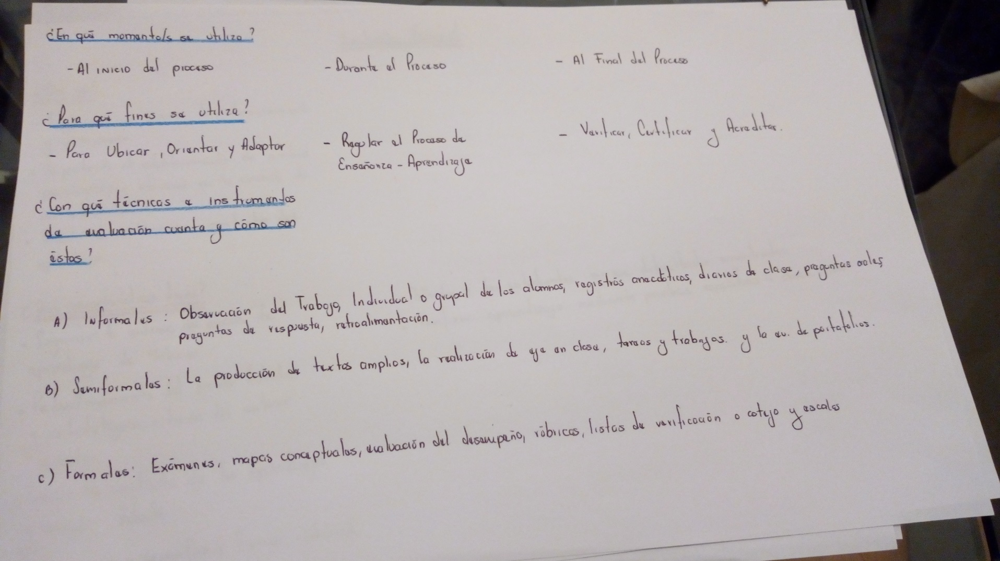 ¿En qué momento/s se utiliza?
- Al inicio del proceso
- Durante el Proceso
- Al Final del Proceso
¿Para qué fines se utiliza?
- Para Ubicar, Orientar y Adaptar
- Regular el Proceso de
Enseñanza - Aprendizaje
- Verificar, Certificar y Acreditar.
¿Con qué técnicas e instrumentos
de evaluación cuenta y cómo son
éstos?
A) Informales: Observación del Trabajo, Individual o grupal de los alumnos, registrós anecdóticos, diarios de clase, preguntas orales,
preguntas de respuesta, retroalimentación.
B) Semiformales: La producción de textos amplios, la realización de eje en clase, tareas y trabajos. y la ev. de portafolios.
c) Formales: Exámenes, mapas conceptuales, evaluación del desempeño, rúbricas, listas de verificación o cotejo y escalas